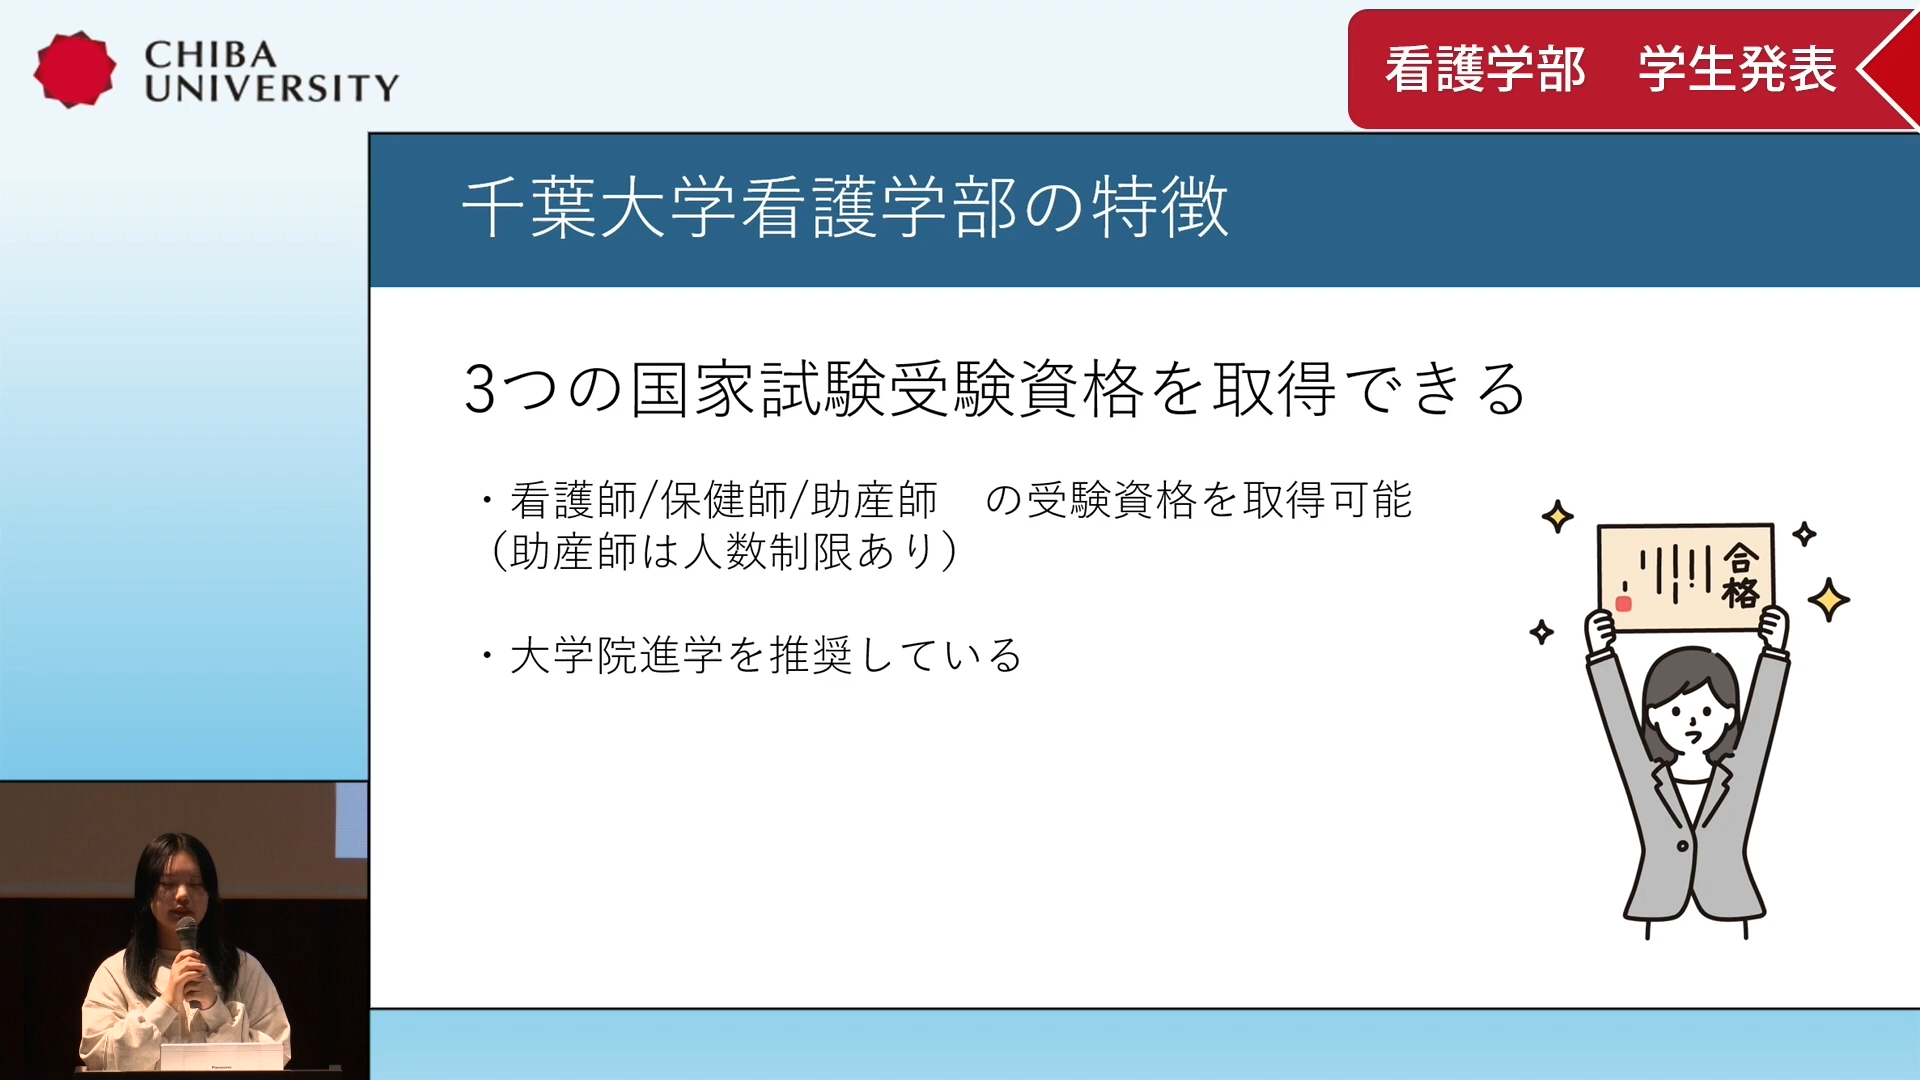 CHIBA
UNIVERSITY
看護学部　学生発表
千葉大学看護学部の特徴
3つの国家試験受験資格を取得できる
・看護師/保健師/助産師　の受験資格を取得可能
（助産師は人数制限あり）
・大学院進学を推奨している
合格